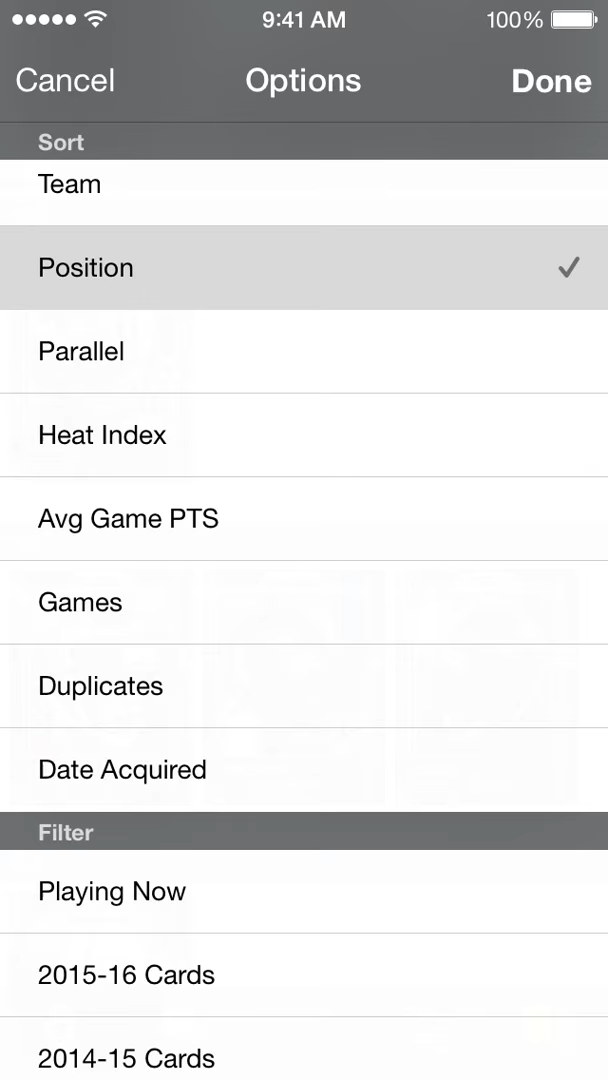 9:41 AM 100%
Cancel Options Done
Sort
Team
Position
Parallel
Heat Index
Avg Game PTS
Games
Duplicates
Date Acquired
Filter
Playing Now
2015-16 Cards
2014-15 Cards